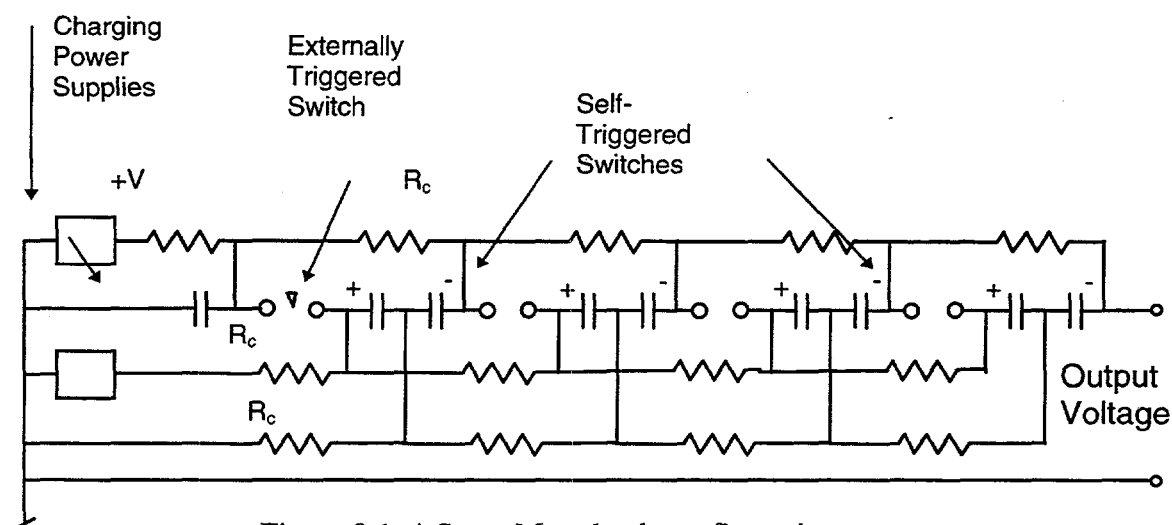 Charging
Power
Supplies
Externally
Triggered
Switch
Self-
Triggered
Switches
+V
Rc
+ - + - + - + -
Rc
Rc
Output
Voltage